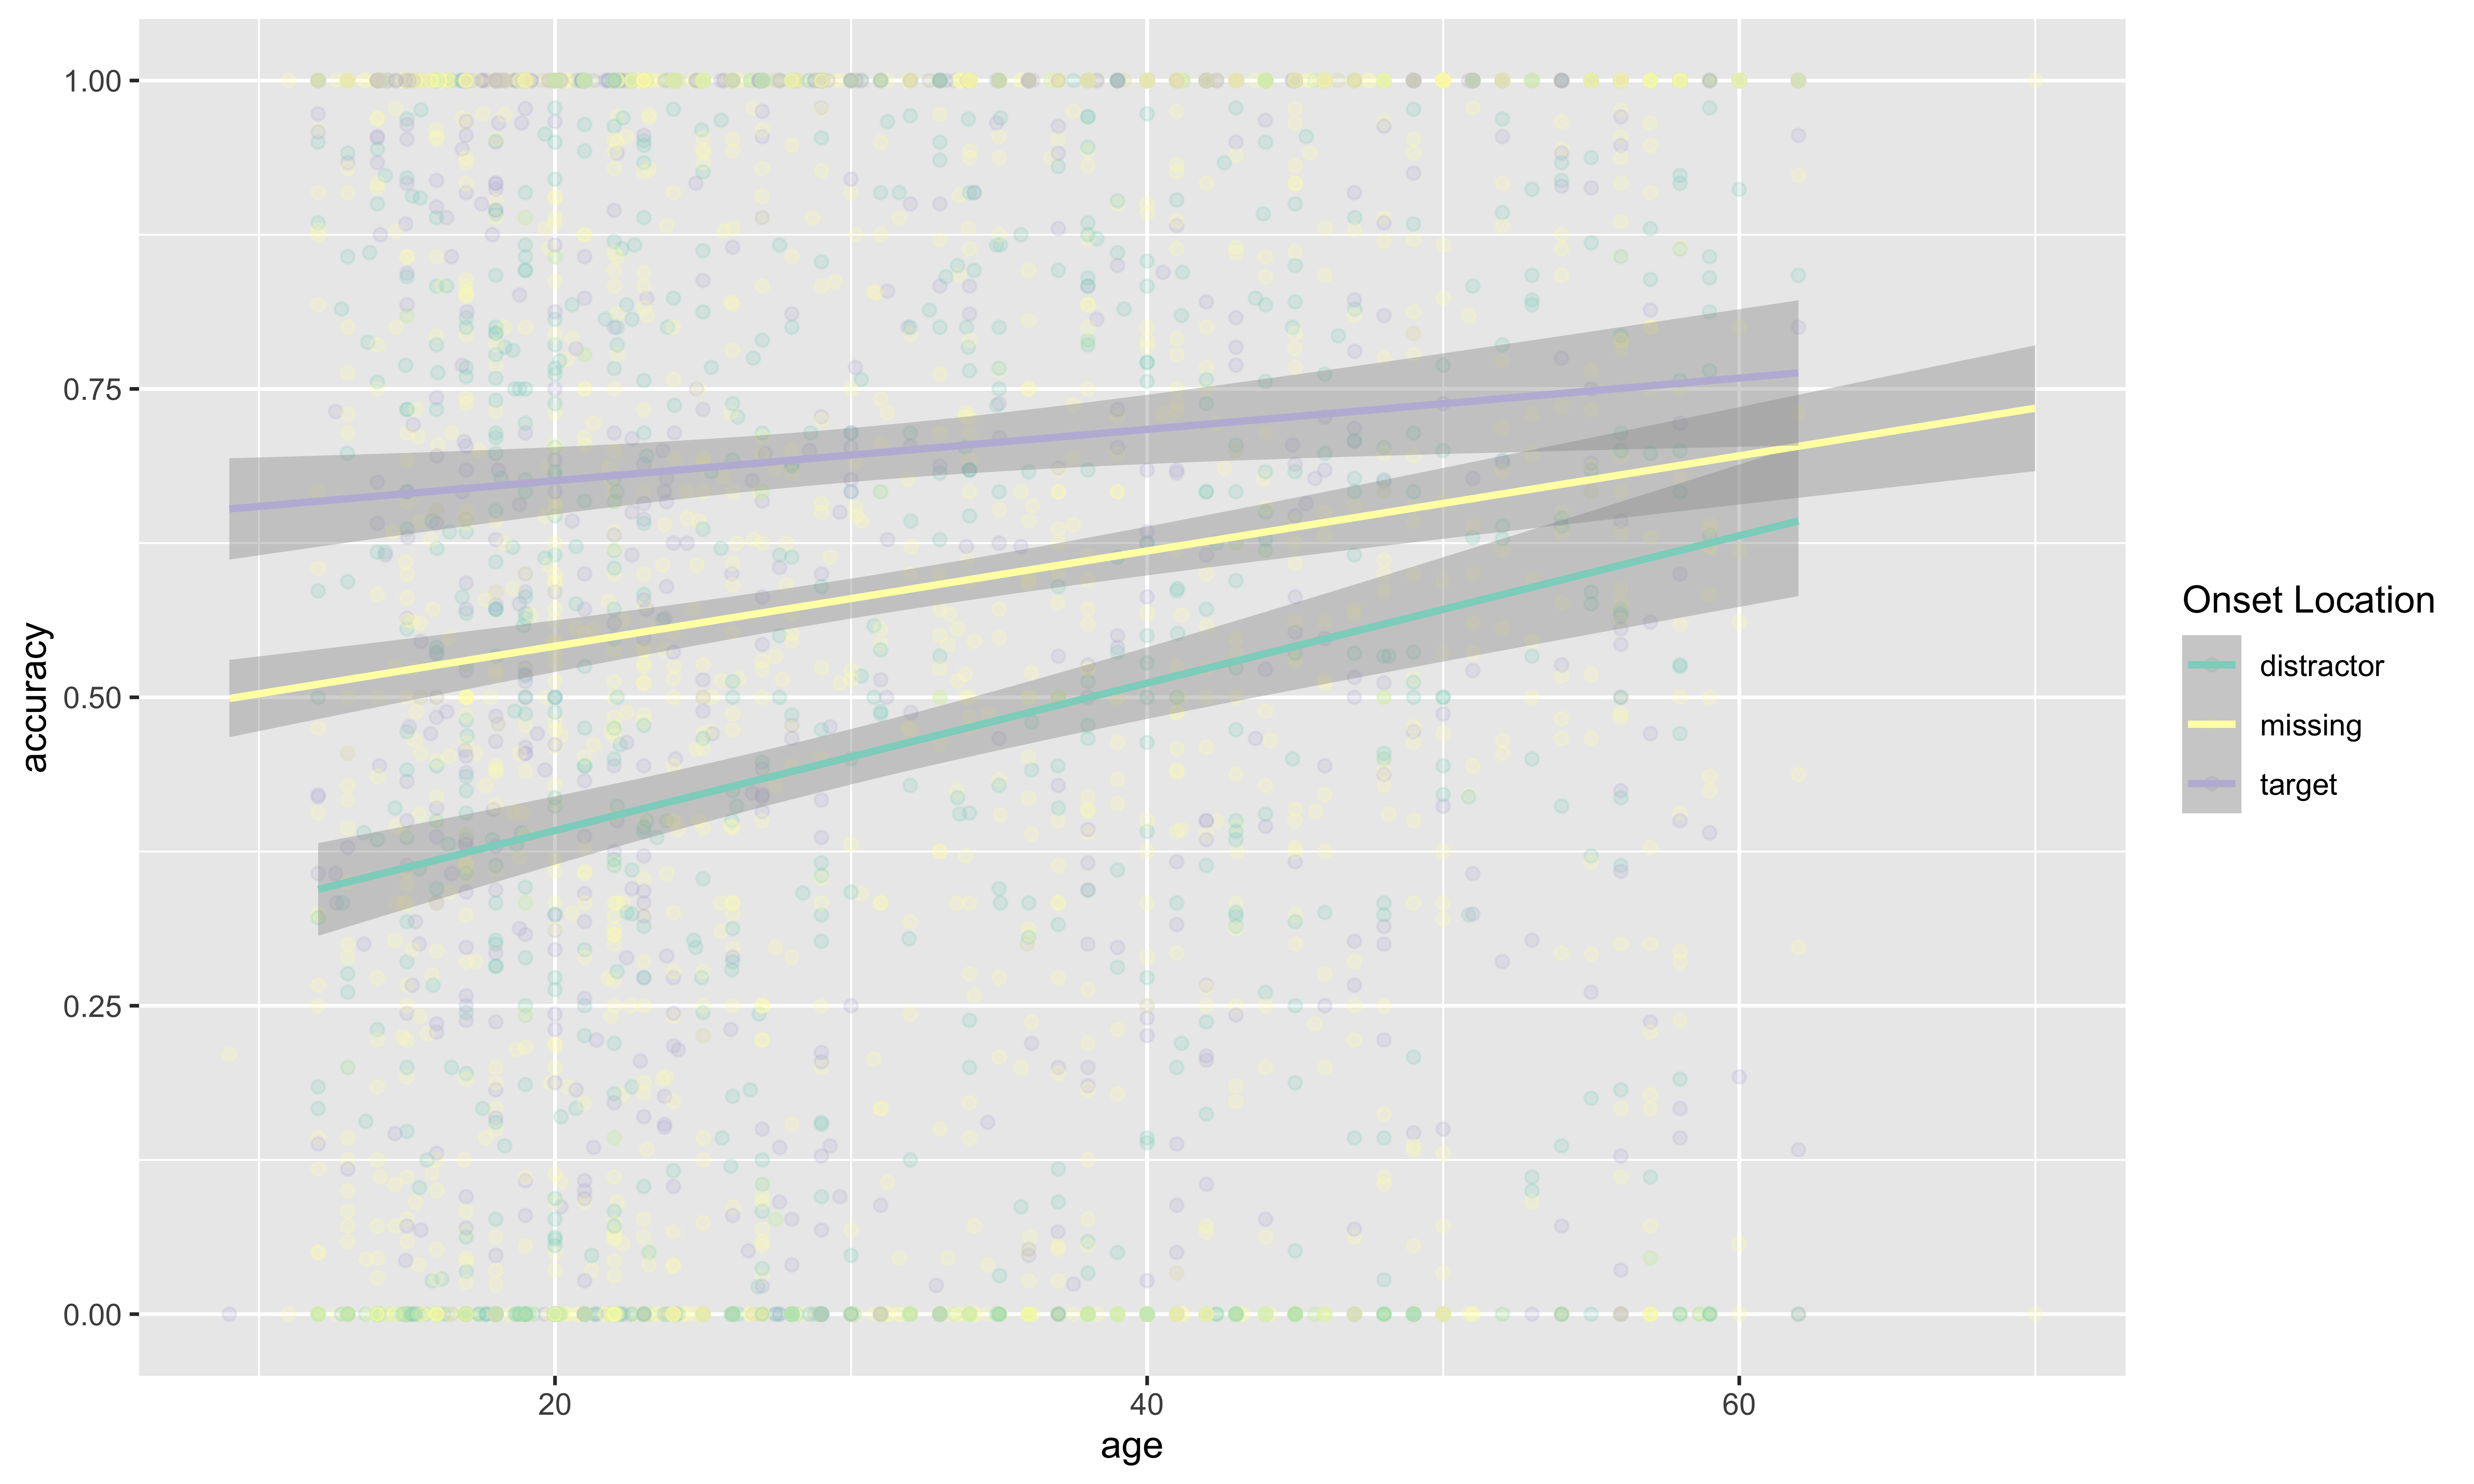 1.00
0.75
0.50
0.25
0.00
accuracy
20
40
60
age
Onset Location
distractor
missing
target